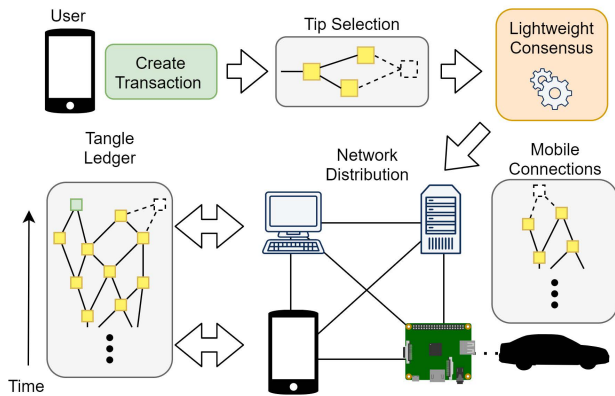 User
Create
Transaction
Tip Selection
Lightweight
Consensus
Tangle
Ledger
Network
Distribution
Mobile
Connections
Time